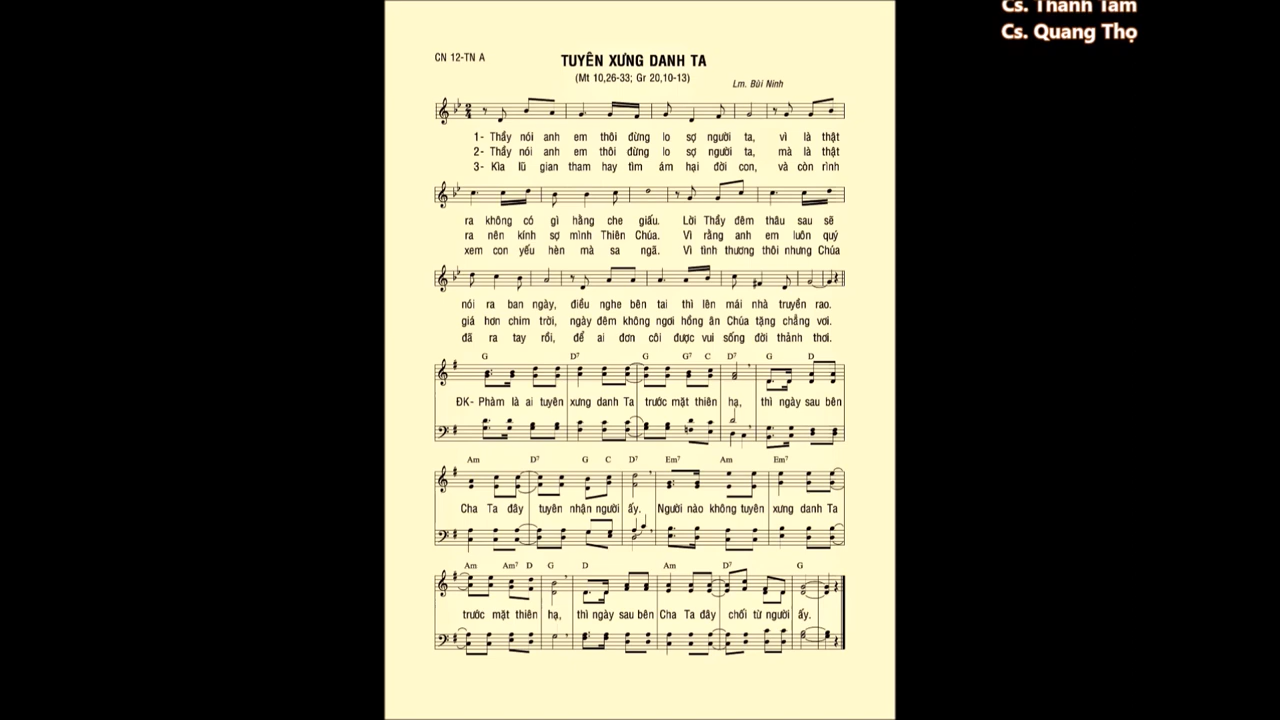 Cs. Thanh Tâm
Cs. Quang Thọ
CN 12-TN A
TUYÊN XƯNG DANH TA
(Mt 10,26-33; Gr 20,10-13)
Lm. Bùi Ninh
1- Thầy nói anh em thôi đừng lo sợ người ta, vì là thật
2- Thầy nói anh em thôi đừng lo sợ người ta, mà là thật
3- Kìa lũ gian tham hay tìm ám hại đời con, và còn rình
ra không có gì hằng che giấu. Lời Thầy đêm thâu sau sẽ
ra nên kính sợ mình Thiên Chúa. Vì rằng anh em luôn quý
xem con yếu hèn mà sa ngã. Vì tình thương thôi nhưng Chúa
nói ra ban ngày, điều nghe bên tai thì lên mái nhà truyền rao.
giá hơn chim trời, ngày đêm không ngơi hồng ân Chúa tặng chẳng vơi.
đã ra tay rồi, để ai đơn côi được vui sống đời thảnh thơi.
G D7 G G7 C D7 G D
ĐK- Phàm là ai tuyên xưng danh Ta trước mặt thiên hạ, thì ngày sau bên
Am D7 G C D7 Em7 Am Em7
Cha Ta đây tuyên nhận người ấy. Người nào không tuyên xưng danh Ta
Am Am7 D G D Am D7 G
trước mặt thiên hạ, thì ngày sau bên Cha Ta đây chối từ người ấy.